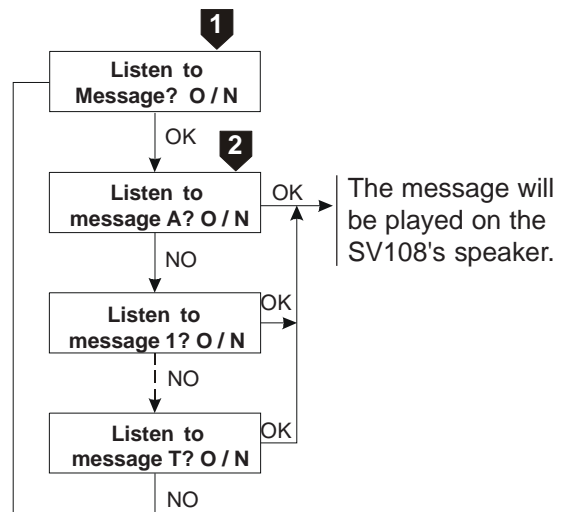 1
Listen to
Message? O / N
OK
2
Listen to
message A? O / N
OK
The message will
be played on the
SV108's speaker.
NO
Listen to
message 1? O / N
OK
NO
Listen to
message T? O / N
OK
NO